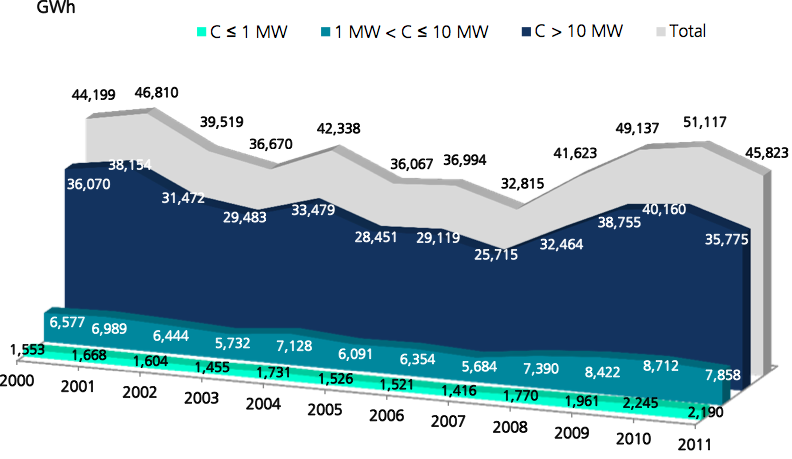 GWh
C ≤ 1 MW 1 MW < C ≤ 10 MW C > 10 MW Total
44,199 46,810 39,519 36,670 42,338 36,067 36,994 32,815 41,623 49,137 51,117 45,823
36,070 38,154 31,472 29,483 33,479 28,451 29,119 25,715 32,464 38,755 40,160 35,775
6,577 6,989 6,444 5,732 7,128 6,091 6,354 5,684 7,390 8,422 8,712 7,858
1,553 1,668 1,604 1,455 1,731 1,526 1,521 1,416 1,770 1,961 2,245 2,190
2000 2001 2002 2003 2004 2005 2006 2007 2008 2009 2010 2011